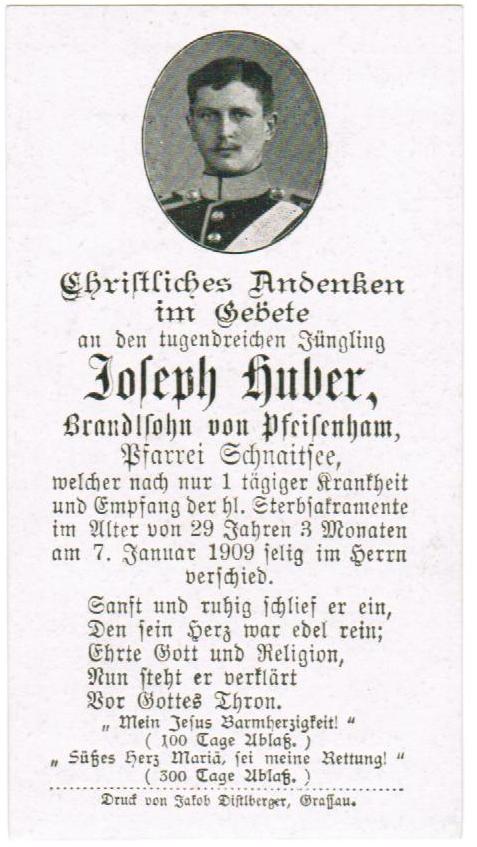 Christliches Andenken
im Gebete
an den tugendreichen Jüngling
Joseph Huber,
Brandlsohn von Pfeisenham,
Pfarrei Schnaitsee,
welcher nach nur 1 tägiger Krankheit
und Empfang der hl. Sterbsakramente
im Alter von 29 Jahren 3 Monaten
am 7. Januar 1909 selig im Herrn
verschied.
Sanft und ruhig schlief er ein,
Den sein Herz war edel rein;
Ehrte Gott und Religion,
Nun steht er verklärt
Vor Gottes Thron.
„ Mein Jesus Barmherzigkeit! “
( 100 Tage Ablaß. )
„ Süßes Herz Mariä, sei meine Rettung! “
( 300 Tage Ablaß. )
Druck von Jakob Distlberger, Grassau.